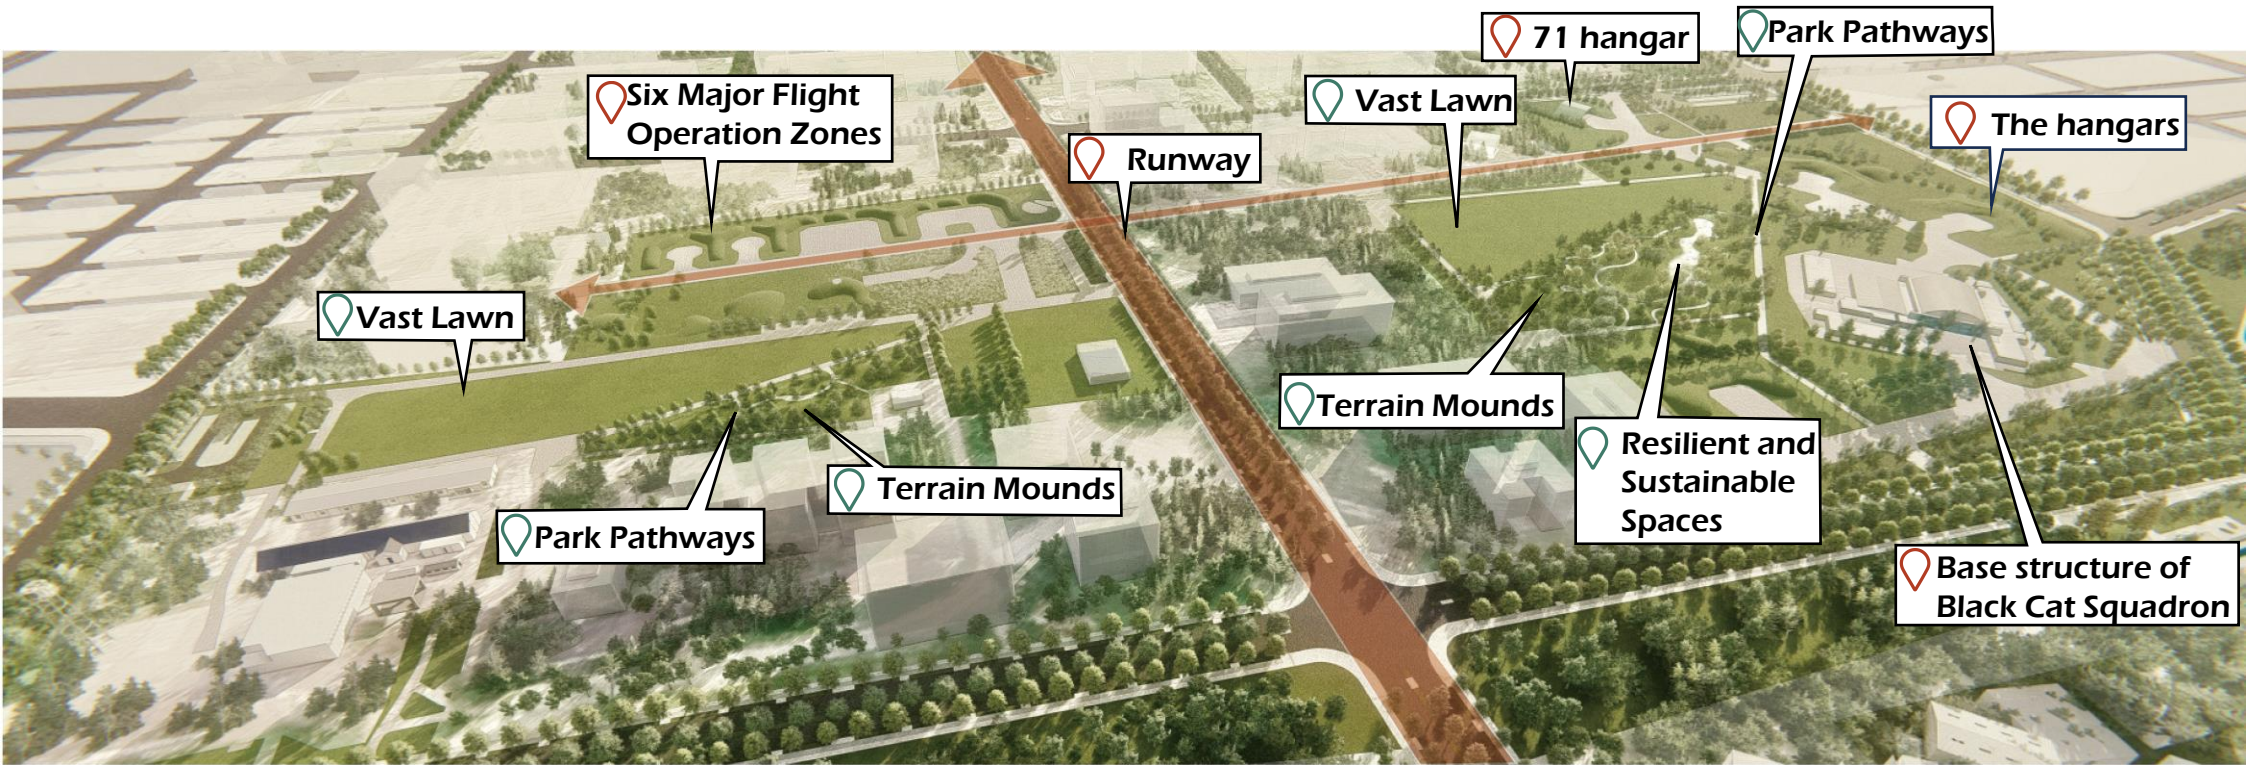 71 hangar
Park Pathways
Six Major Flight
Operation Zones
Vast Lawn
The hangars
Runway
Vast Lawn
Terrain Mounds
Resilient and
Sustainable
Spaces
Terrain Mounds
Park Pathways
Base structure of
Black Cat Squadron